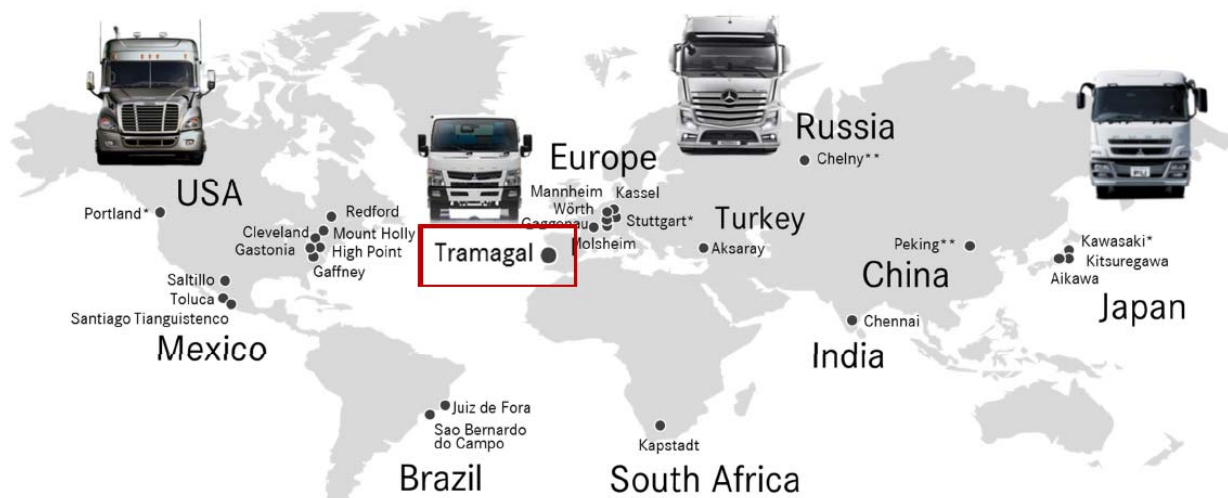 USA
Portland*
Redford
Cleveland
Mount Holly
Gastonia
High Point
Gaffney
Saltillo
Toluca
Santiago Tianguistenco
Mexico
Juiz de Fora
Sao Bernardo
do Campo
Brazil
Tramagal
Europe
Mannheim
Kassel
Wörth
Gaggenau
Stuttgart*
Molsheim
Turkey
Aksaray
Russia
Chelny**
Peking**
China
Kawasaki*
Kitsuregawa
Aikawa
Japan
Chennai
India
Kapstadt
South Africa